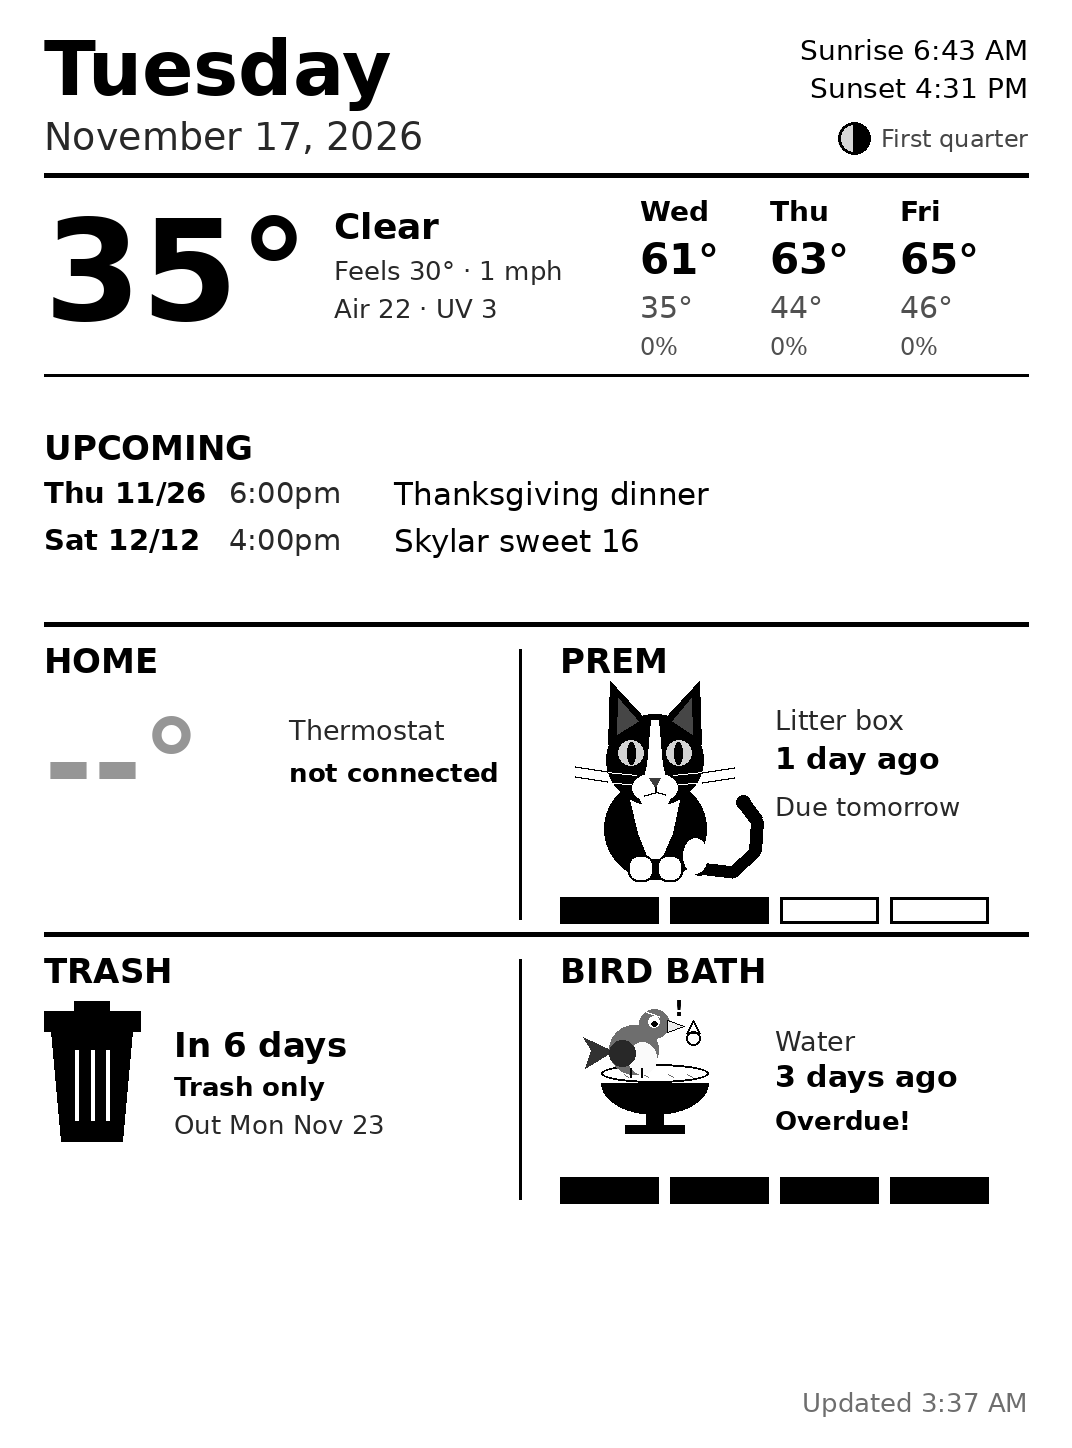 Tuesday
November 17, 2026
Sunrise 6:43 AM
Sunset 4:31 PM
First quarter
35°
Clear
Feels 30° · 1 mph
Air 22 · UV 3
Wed Thu Fri
61° 63° 65°
35° 44° 46°
0% 0% 0%
UPCOMING
Thu 11/26 6:00pm Thanksgiving dinner
Sat 12/12 4:00pm Skylar sweet 16
HOME
--°
Thermostat
not connected
PREM
Litter box
1 day ago
Due tomorrow
TRASH
In 6 days
Trash only
Out Mon Nov 23
BIRD BATH
!
Water
3 days ago
Overdue!
Updated 3:37 AM